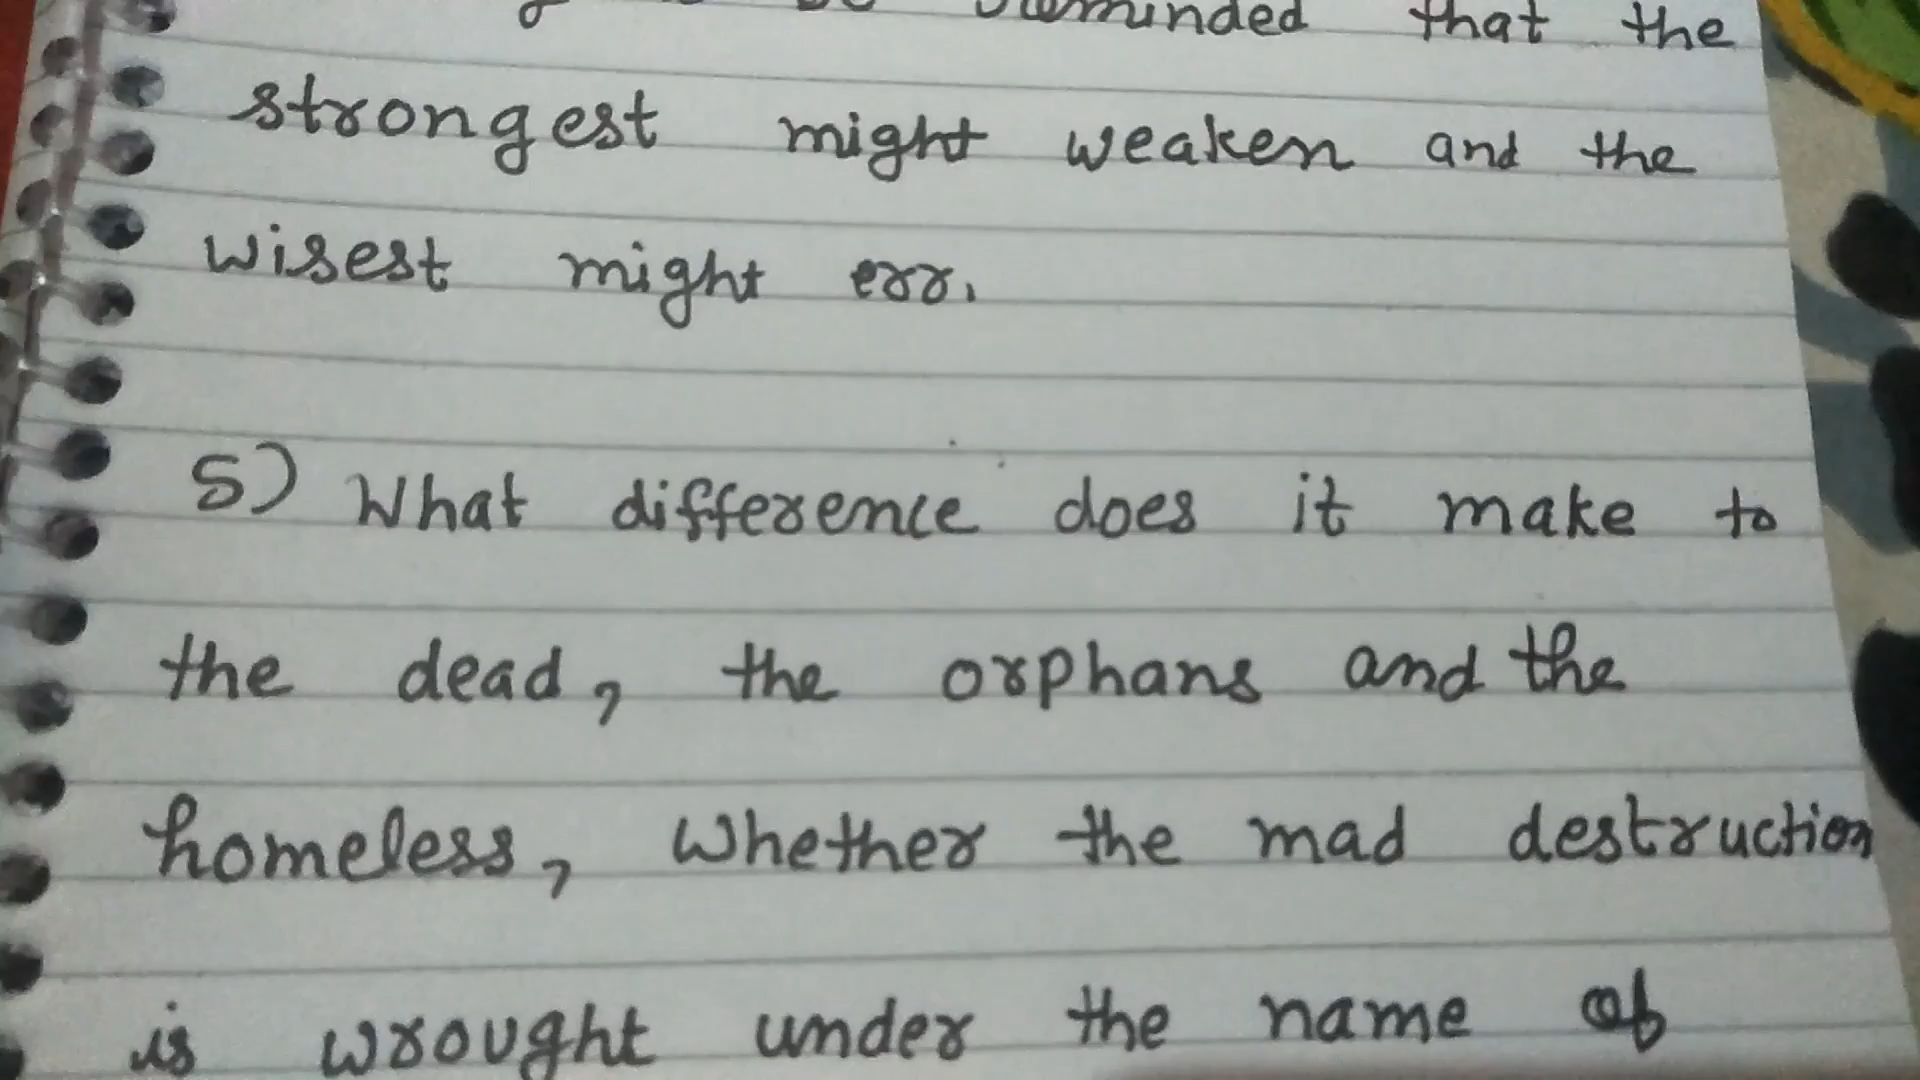 that the
strongest might weaken and the
wisest might err.
5) What difference does it make to
the dead, the orphans and the
homeless, whether the mad destruction
is wrought under the name of